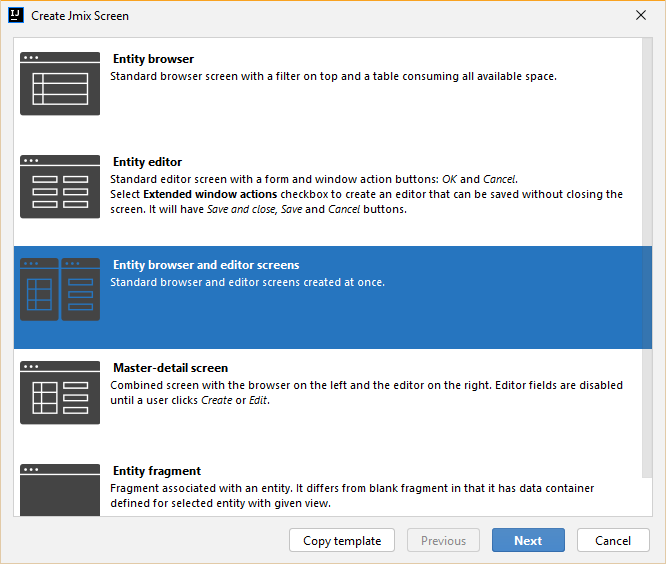 IJ
Create Jmix Screen
Entity browser
Standard browser screen with a filter on top and a table consuming all available space.
Entity editor
Standard editor screen with a form and window action buttons: OK and Cancel.
Select Extended window actions checkbox to create an editor that can be saved without closing the
screen. It will have Save and close, Save and Cancel buttons.
Entity browser and editor screens
Standard browser and editor screens created at once.
Master-detail screen
Combined screen with the browser on the left and the editor on the right. Editor fields are disabled
until a user clicks Create or Edit.
Entity fragment
Fragment associated with an entity. It differs from blank fragment in that it has data container
defined for selected entity with given view.
Copy template
Previous
Next
Cancel